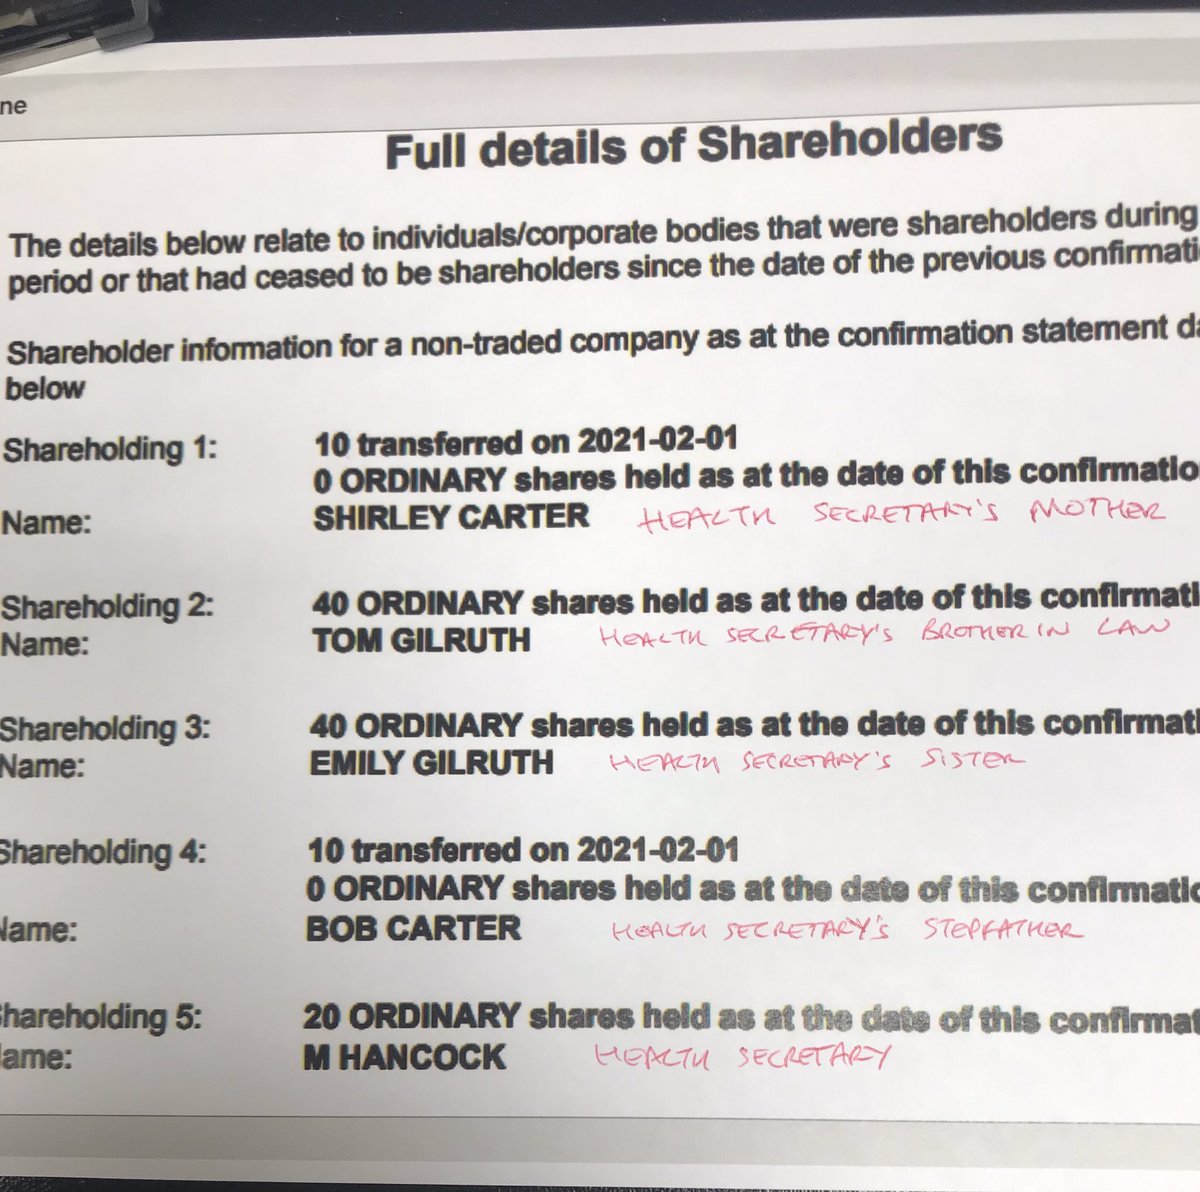 ne
Full details of Shareholders
The details below relate to individuals/corporate bodies that were shareholders during
period or that had ceased to be shareholders since the date of the previous confirmati
Shareholder information for a non-traded company as at the confirmation statement da
below
Shareholding 1: 10 transferred on 2021-02-01
0 ORDINARY shares held as at the date of this confirmatio
Name: SHIRLEY CARTER HEALTH SECRETARY'S MOTHER
Shareholding 2: 40 ORDINARY shares held as at the date of this confirmati
Name: TOM GILRUTH HEALTH SECRETARY'S BROTHER IN LAW
Shareholding 3: 40 ORDINARY shares held as at the date of this confirmati
Name: EMILY GILRUTH HEALTH SECRETARY'S SISTER
Shareholding 4: 10 transferred on 2021-02-01
0 ORDINARY shares held as at the date of this confirmatic
Name: BOB CARTER HEALTH SECRETARY'S STEPFATHER
hareholding 5: 20 ORDINARY shares held as at the date of this confirmat
ame: M HANCOCK HEALTH SECRETARY